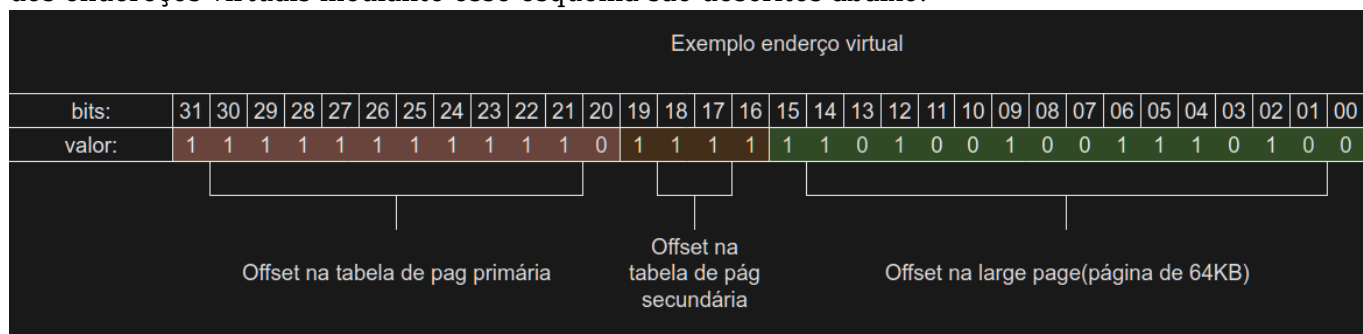 dos endereços virtuais mediante esse esquema são descritos abaixo.
Exemplo enderço virtual
bits: 31 30 29 28 27 26 25 24 23 22 21 20 19 18 17 16 15 14 13 12 11 10 09 08 07 06 05 04 03 02 01 00
valor: 1 1 1 1 1 1 1 1 1 1 1 0 1 1 1 1 1 1 0 1 0 0 1 0 0 1 1 1 0 1 0 0
Offset na tabela de pag primária
Offset na
tabela de pág
secundária
Offset na large page(página de 64KB)